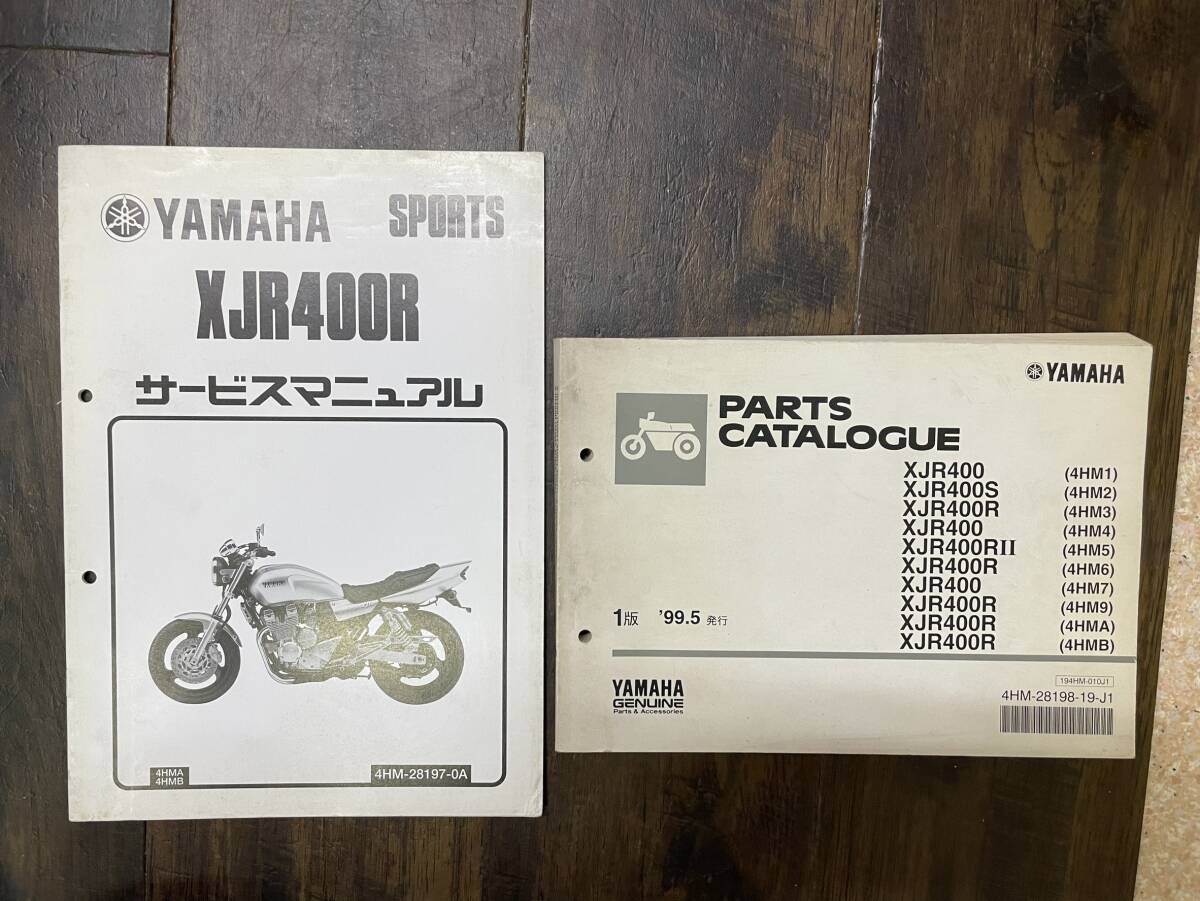 YAMAHA SPORTS
XJR400R
サービスマニュアル
YAMAHA
4HMA
4HMB
4HM-28197-0A
YAMAHA
PARTS
CATALOGUE
XJR400 (4HM1)
XJR400S (4HM2)
XJR400R (4HM3)
XJR400 (4HM4)
XJR400RII (4HM5)
XJR400R (4HM6)
XJR400 (4HM7)
XJR400R (4HM9)
XJR400R (4HMA)
XJR400R (4HMB)
1版 '99.5 発行
YAMAHA
GENUINE
Parts & Accessories
194HM-010J1
4HM-28198-19-J1